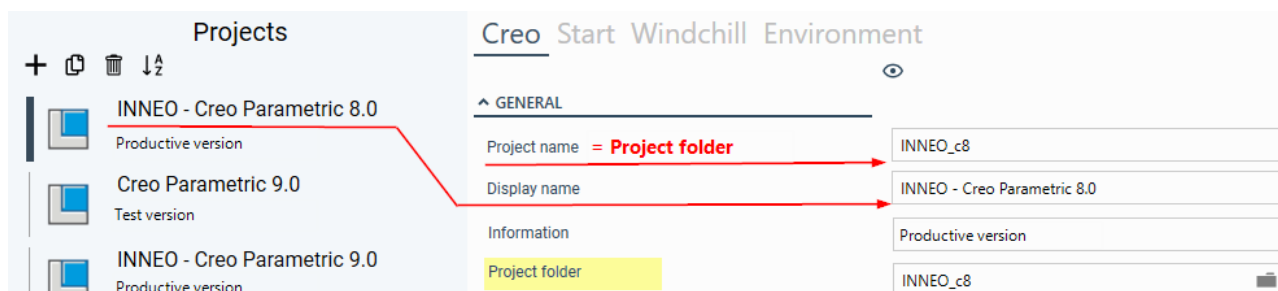 Projects
INNEO - Creo Parametric 8.0
Productive version
Creo Parametric 9.0
Test version
INNEO - Creo Parametric 9.0
Productive version
Creo Start Windchill Environment
GENERAL
Project name = Project folder INNEO_c8
Display name INNEO - Creo Parametric 8.0
Information Productive version
Project folder INNEO_c8